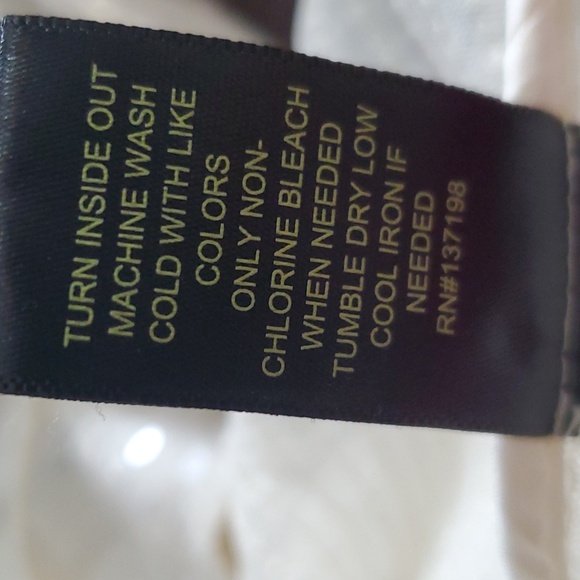 TURN INSIDE OUT
MACHINE WASH
COLD WITH LIKE
COLORS
ONLY NON-
CHLORINE BLEACH
WHEN NEEDED
TUMBLE DRY LOW
COOL IRON IF
NEEDED
RN#137198